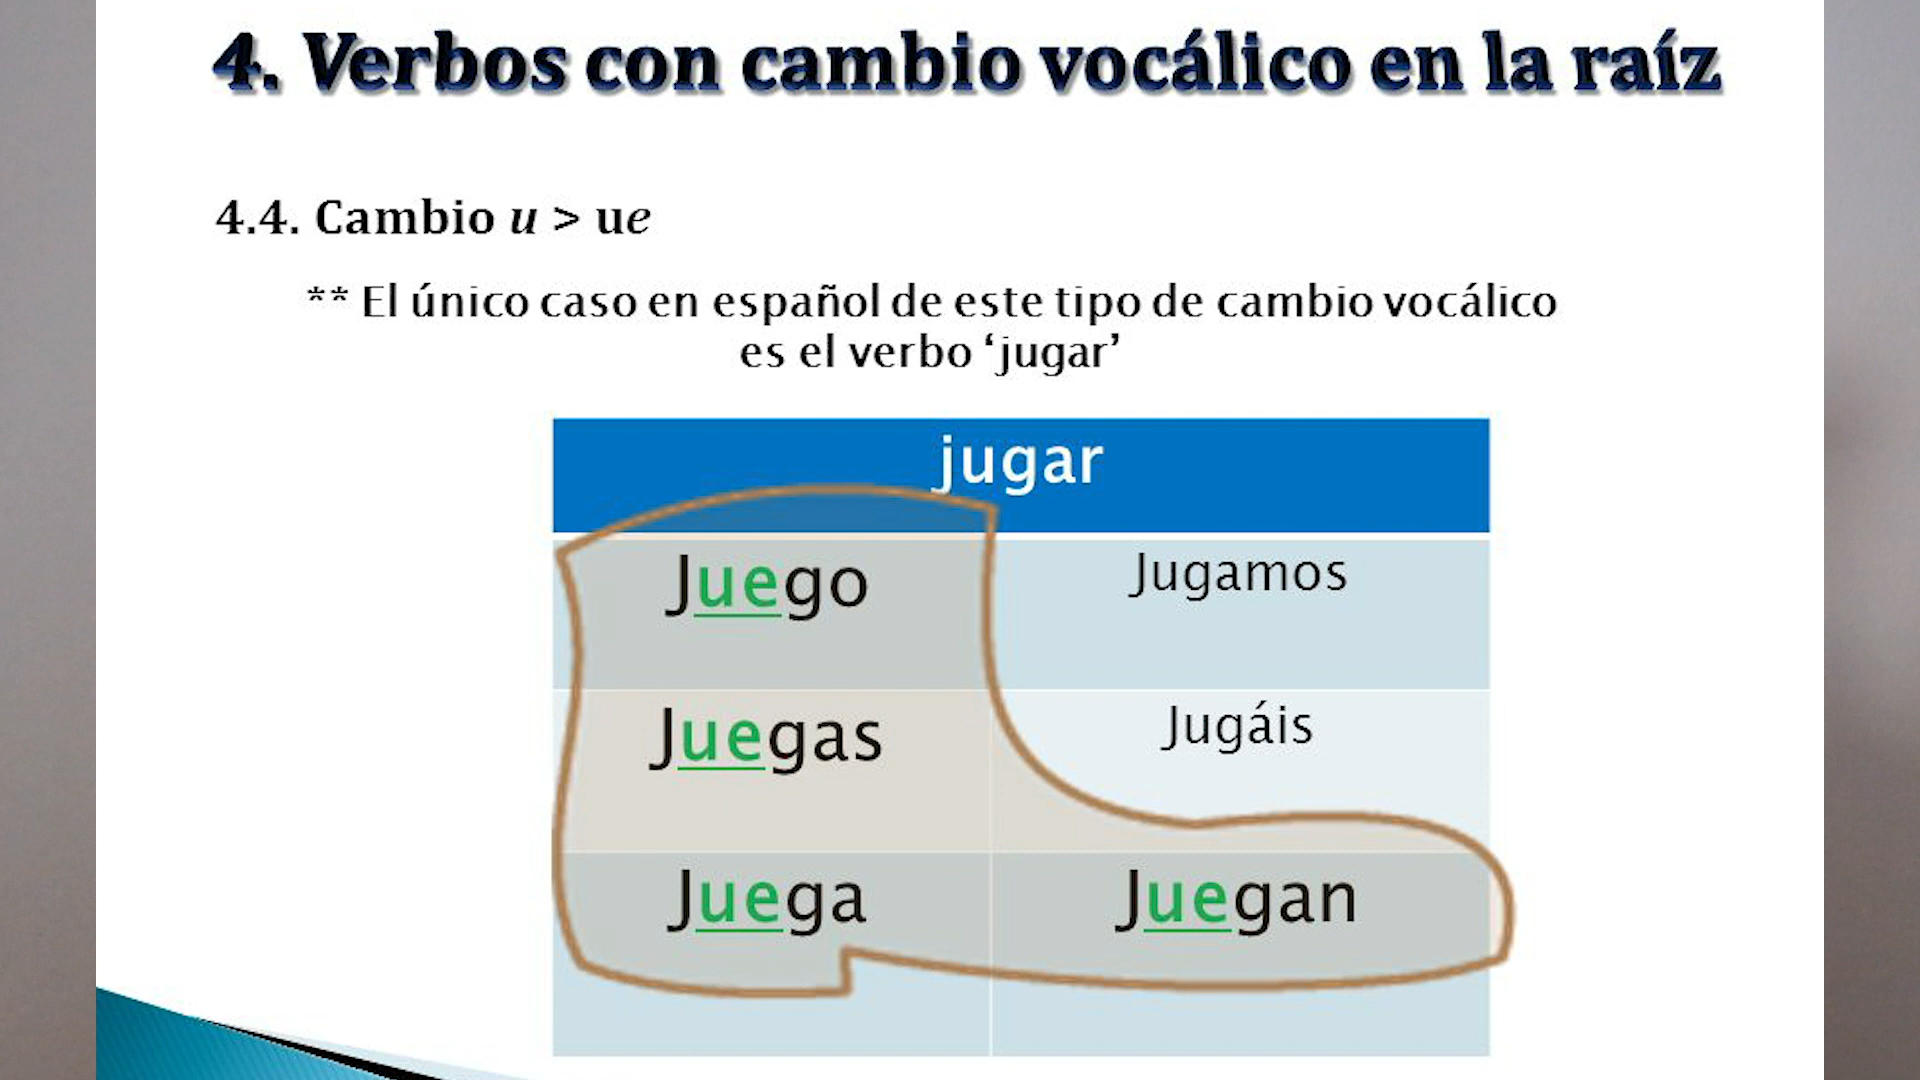 4. Verbos con cambio vocálico en la raíz
4.4. Cambio u > ue
** El único caso en español de este tipo de cambio vocálico
es el verbo ‘jugar’
jugar
Juego Jugamos
Juegas Jugáis
Juega Juegan